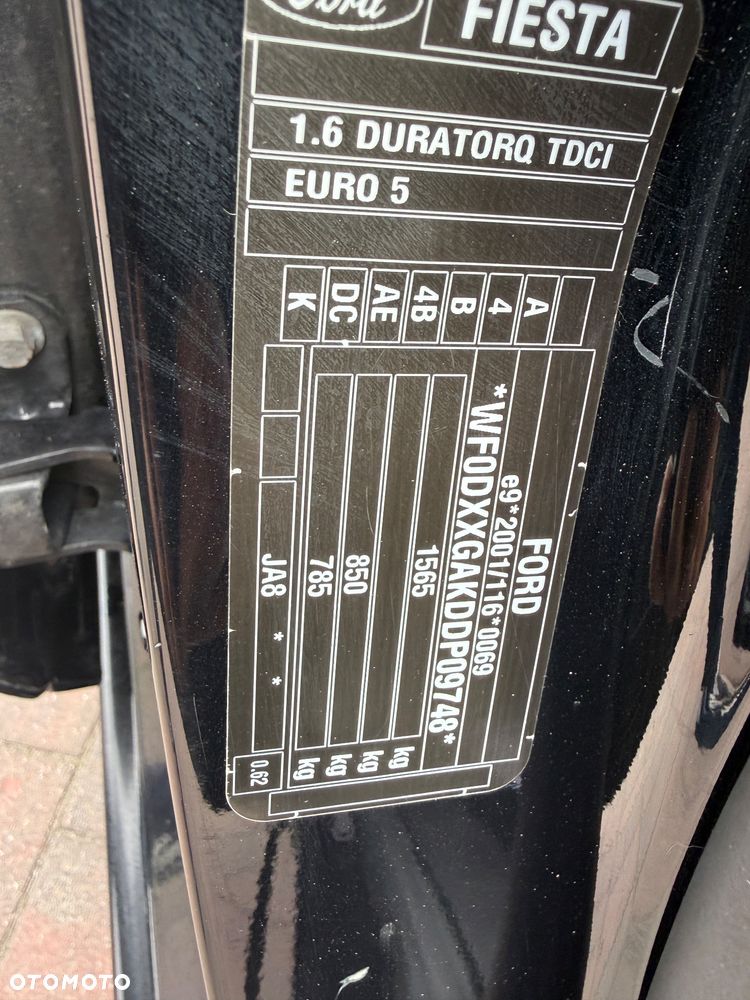 Ford
FIESTA
1.6 DURATORQ TDCI
EURO 5
A
4
B
4B
AE
DC
K
FORD
e9*2001/116*0069
*WF0DXXGAKDDP09748*
1565 kg
kg
850 kg
785 kg
JA8 * *
0.62
OTOMOTO